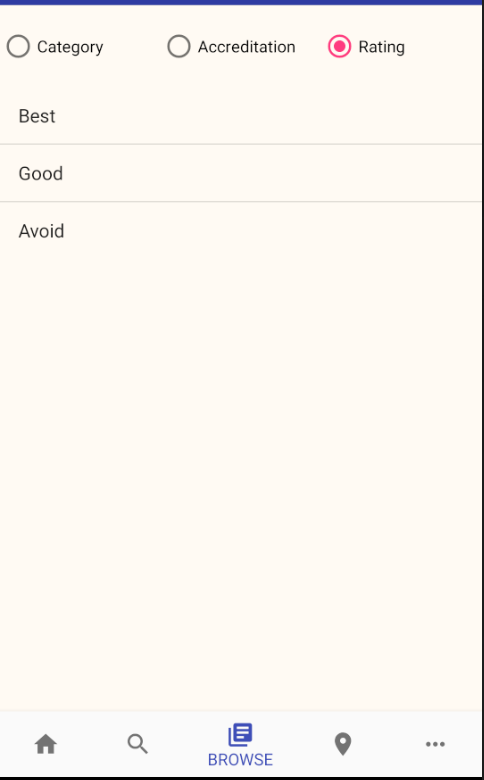 Category Accreditation Rating
Best
Good
Avoid
BROWSE